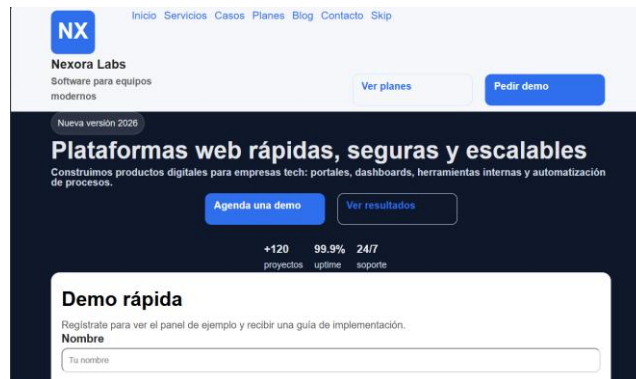 NX
Inicio Servicios Casos Planes Blog Contacto Skip
Nexora Labs
Software para equipos
modernos
Ver planes
Pedir demo
Nueva versión 2026
Plataformas web rápidas, seguras y escalables
Construimos productos digitales para empresas tech: portales, dashboards, herramientas internas y automatización
de procesos.
Agenda una demo
Ver resultados
+120 99.9% 24/7
proyectos uptime soporte
Demo rápida
Regístrate para ver el panel de ejemplo y recibir una guía de implementación.
Nombre
Tu nombre